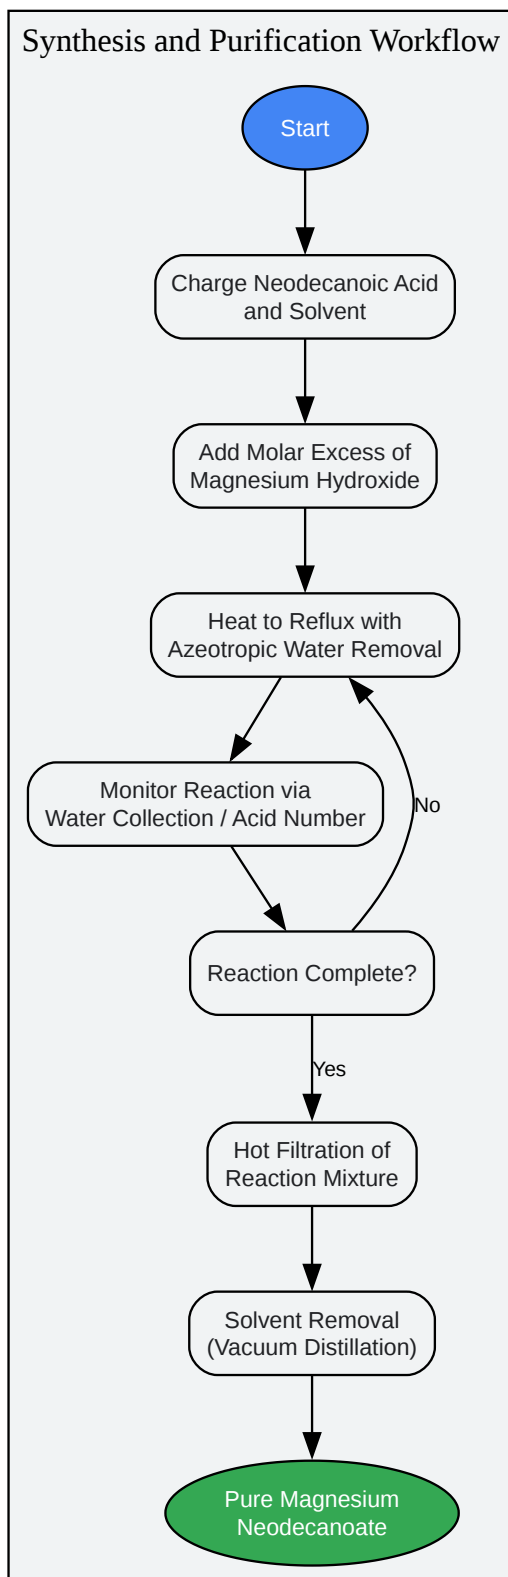 Synthesis and Purification Workflow
Start
Charge Neodecanoic Acid
and Solvent
Add Molar Excess of
Magnesium Hydroxide
Heat to Reflux with
Azeotropic Water Removal
Monitor Reaction via
Water Collection / Acid Number
No
Reaction Complete?
Yes
Hot Filtration of
Reaction Mixture
Solvent Removal
(Vacuum Distillation)
Pure Magnesium
Neodecanoate